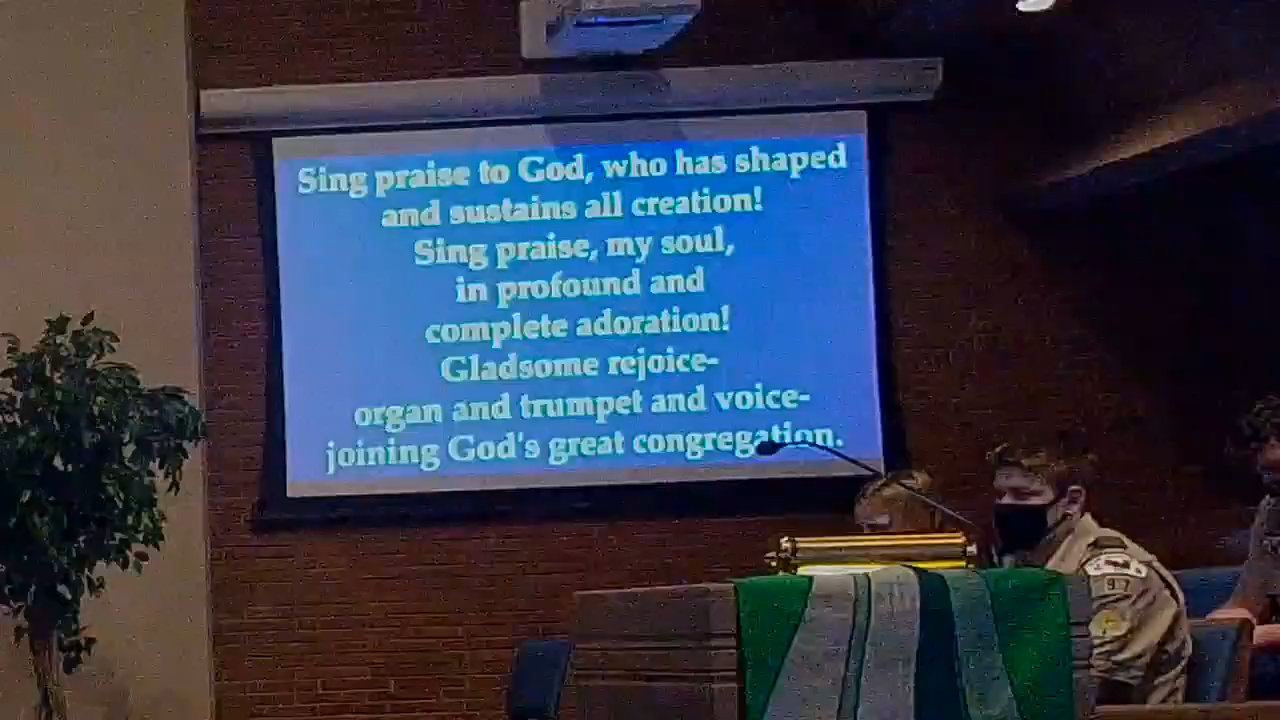 Sing praise to God, who has shaped
and sustains all creation!
Sing praise, my soul,
in profound and
complete adoration!
Gladsome rejoice-
organ and trumpet and voice-
joining God's great congregation.
97